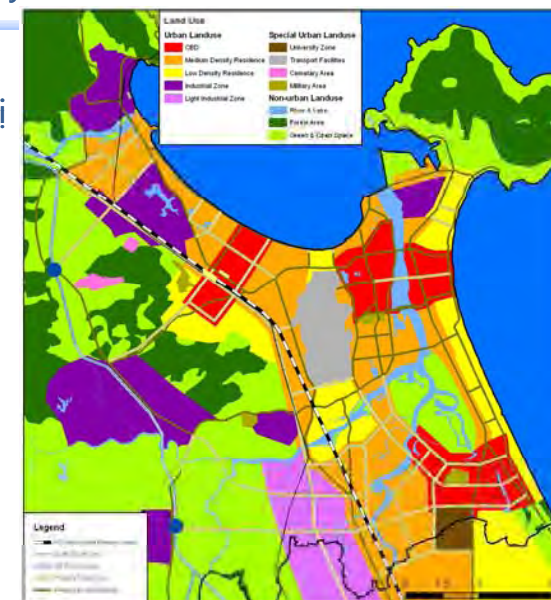 y
i
Land Use
Urban Landuse
CBD
Medium Density Residence
Low Density Residence
Industrial Zone
Light Industrial Zone
Special Urban Landuse
University Zone
Transport Facilities
Cemetary Area
Military Area
Non-urban Landuse
River & Lake
Forest Area
Green & Open Space
Legend